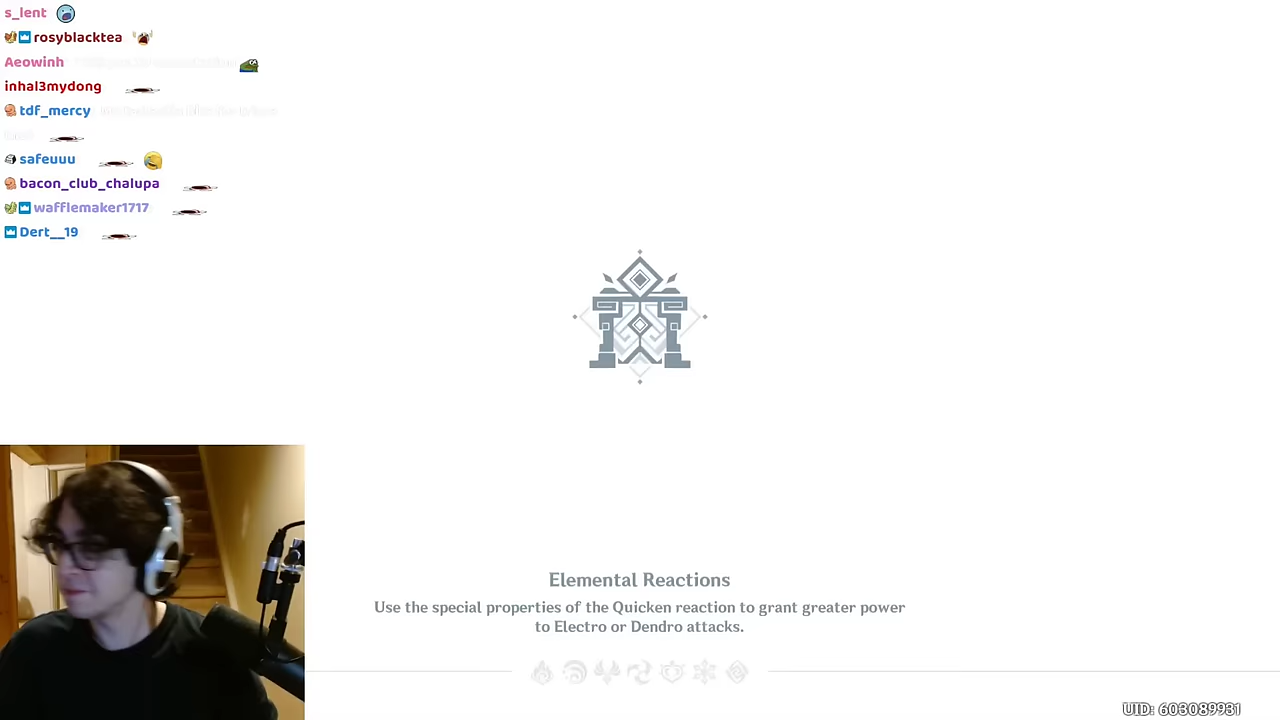 s_lent
rosyblacktea
Aeowinh
inhal3mydong
tdf_mercy
safeuuu
bacon_club_chalupa
wafflemaker1717
Dert__19
Elemental Reactions
Use the special properties of the Quicken reaction to grant greater power
to Electro or Dendro attacks.
UID: 603089931